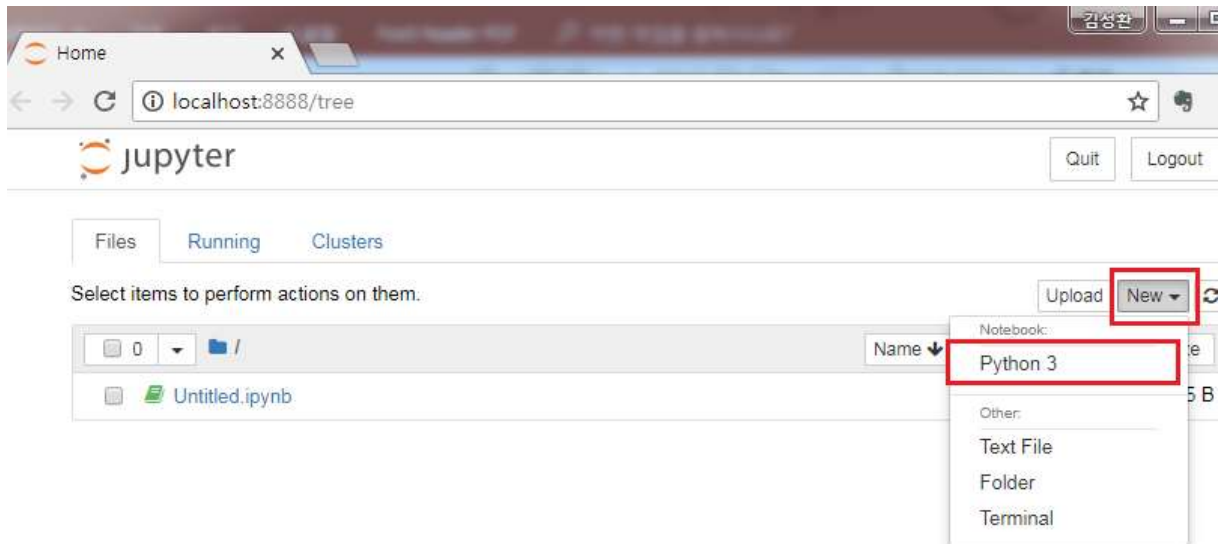 김성환
Home
localhost:8888/tree
jupyter
Quit Logout
Files Running Clusters
Select items to perform actions on them.
Upload New
0 / Name
Notebook:
Python 3
Untitled.ipynb
Other:
Text File
Folder
Terminal